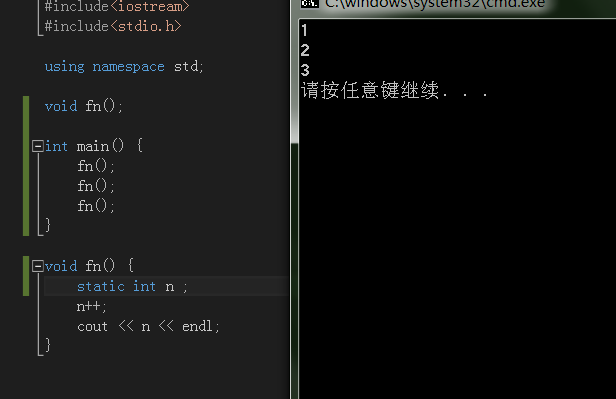 #include<iostream>
#include<stdio.h>
using namespace std;
void fn();
int main() {
fn();
fn();
fn();
}
void fn() {
static int n ;
n++;
cout << n << endl;
}
C:\windows\system32\cmd.exe
1
2
3
请按任意键继续. . .